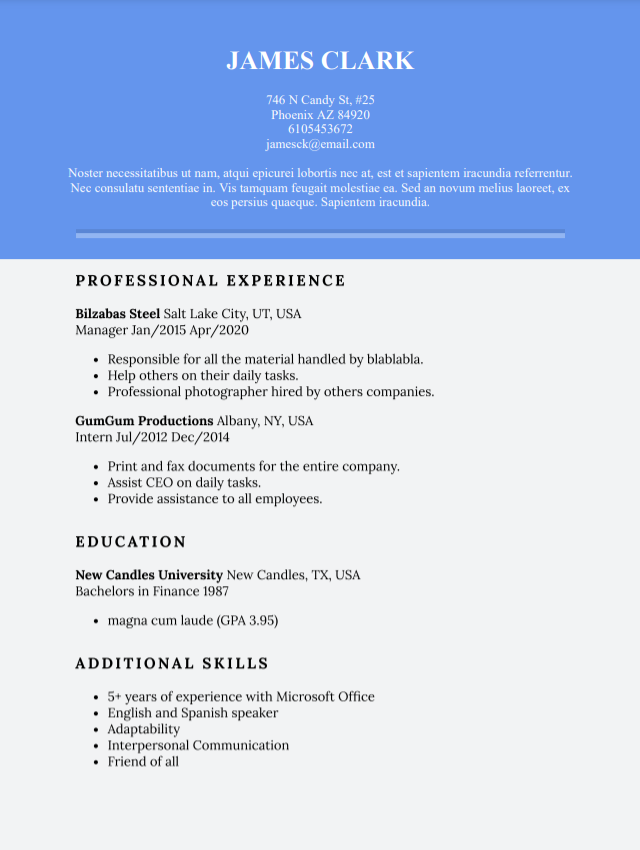 JAMES CLARK
746 N Candy St, #25
Phoenix AZ 84920
6105453672
jamesck@email.com
Noster necessitatibus ut nam, atqui epicurei lobortis nec at, est et sapientem iracundia referrentur.
Nec consulatu sententiae in. Vis tamquam feugait molestiae ea. Sed an novum melius laoreet, ex
eos persius quaeque. Sapientem iracundia.
PROFESSIONAL EXPERIENCE
Bilzabas Steel Salt Lake City, UT, USA
Manager Jan/2015 Apr/2020
• Responsible for all the material handled by blablabla.
• Help others on their daily tasks.
• Professional photographer hired by others companies.
GumGum Productions Albany, NY, USA
Intern Jul/2012 Dec/2014
• Print and fax documents for the entire company.
• Assist CEO on daily tasks.
• Provide assistance to all employees.
EDUCATION
New Candles University New Candles, TX, USA
Bachelors in Finance 1987
• magna cum laude (GPA 3.95)
ADDITIONAL SKILLS
• 5+ years of experience with Microsoft Office
• English and Spanish speaker
• Adaptability
• Interpersonal Communication
• Friend of all